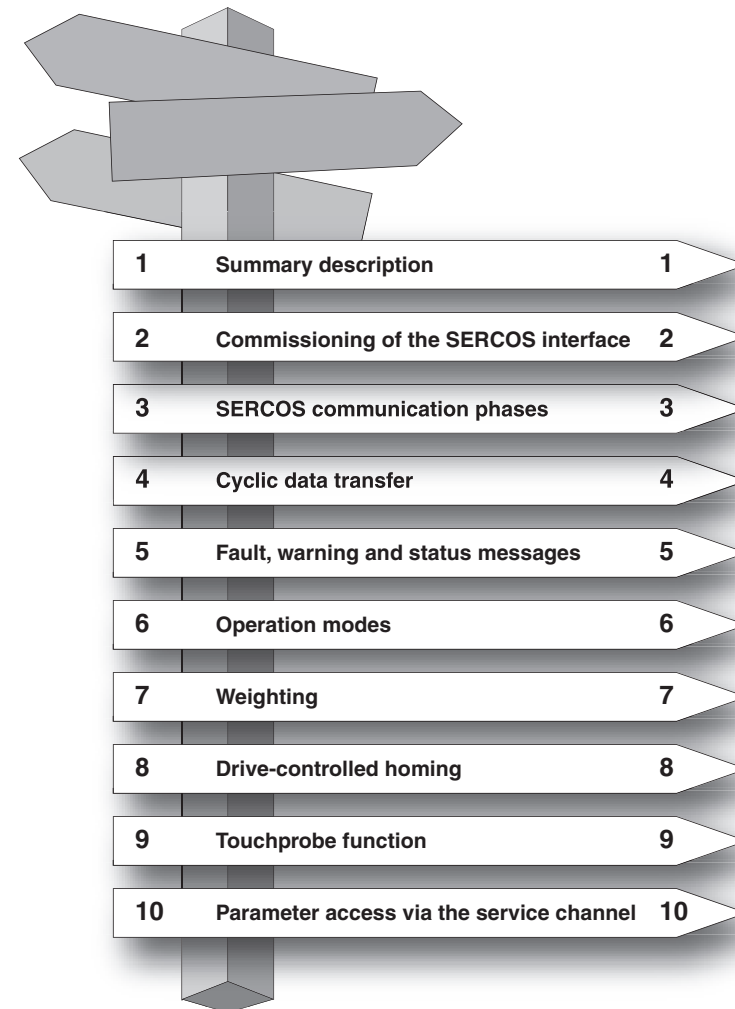 1 Summary description 1
2 Commissioning of the SERCOS interface 2
3 SERCOS communication phases 3
4 Cyclic data transfer 4
5 Fault, warning and status messages 5
6 Operation modes 6
7 Weighting 7
8 Drive-controlled homing 8
9 Touchprobe function 9
10 Parameter access via the service channel 10